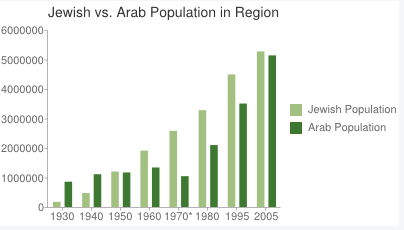 Jewish vs. Arab Population in Region
6000000
5000000
4000000
3000000
2000000
1000000
0
1930 1940 1950 1960 1970* 1980 1995 2005
Jewish Population
Arab Population